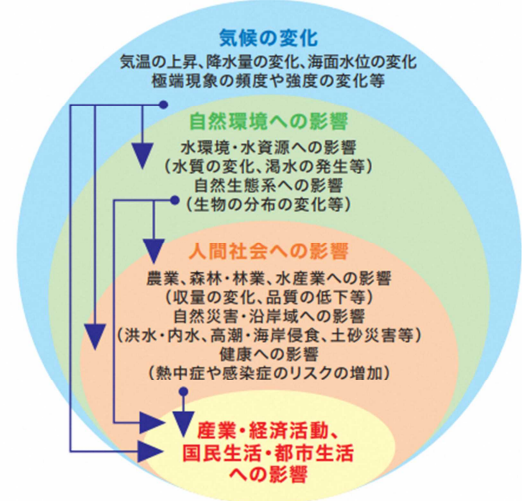 気候の変化
気温の上昇、降水量の変化、海面水位の変化
極端現象の頻度や強度の変化等
自然環境への影響
水環境・水資源への影響
(水質の変化、渇水の発生等)
自然生態系への影響
(生物の分布の変化等)
人間社会への影響
農業、森林・林業、水産業への影響
(収量の変化、品質の低下等)
自然災害・沿岸域への影響
(洪水・内水、高潮・海岸侵食、土砂災害等)
健康への影響
(熱中症や感染症のリスクの増加)
産業・経済活動、
国民生活・都市生活
への影響